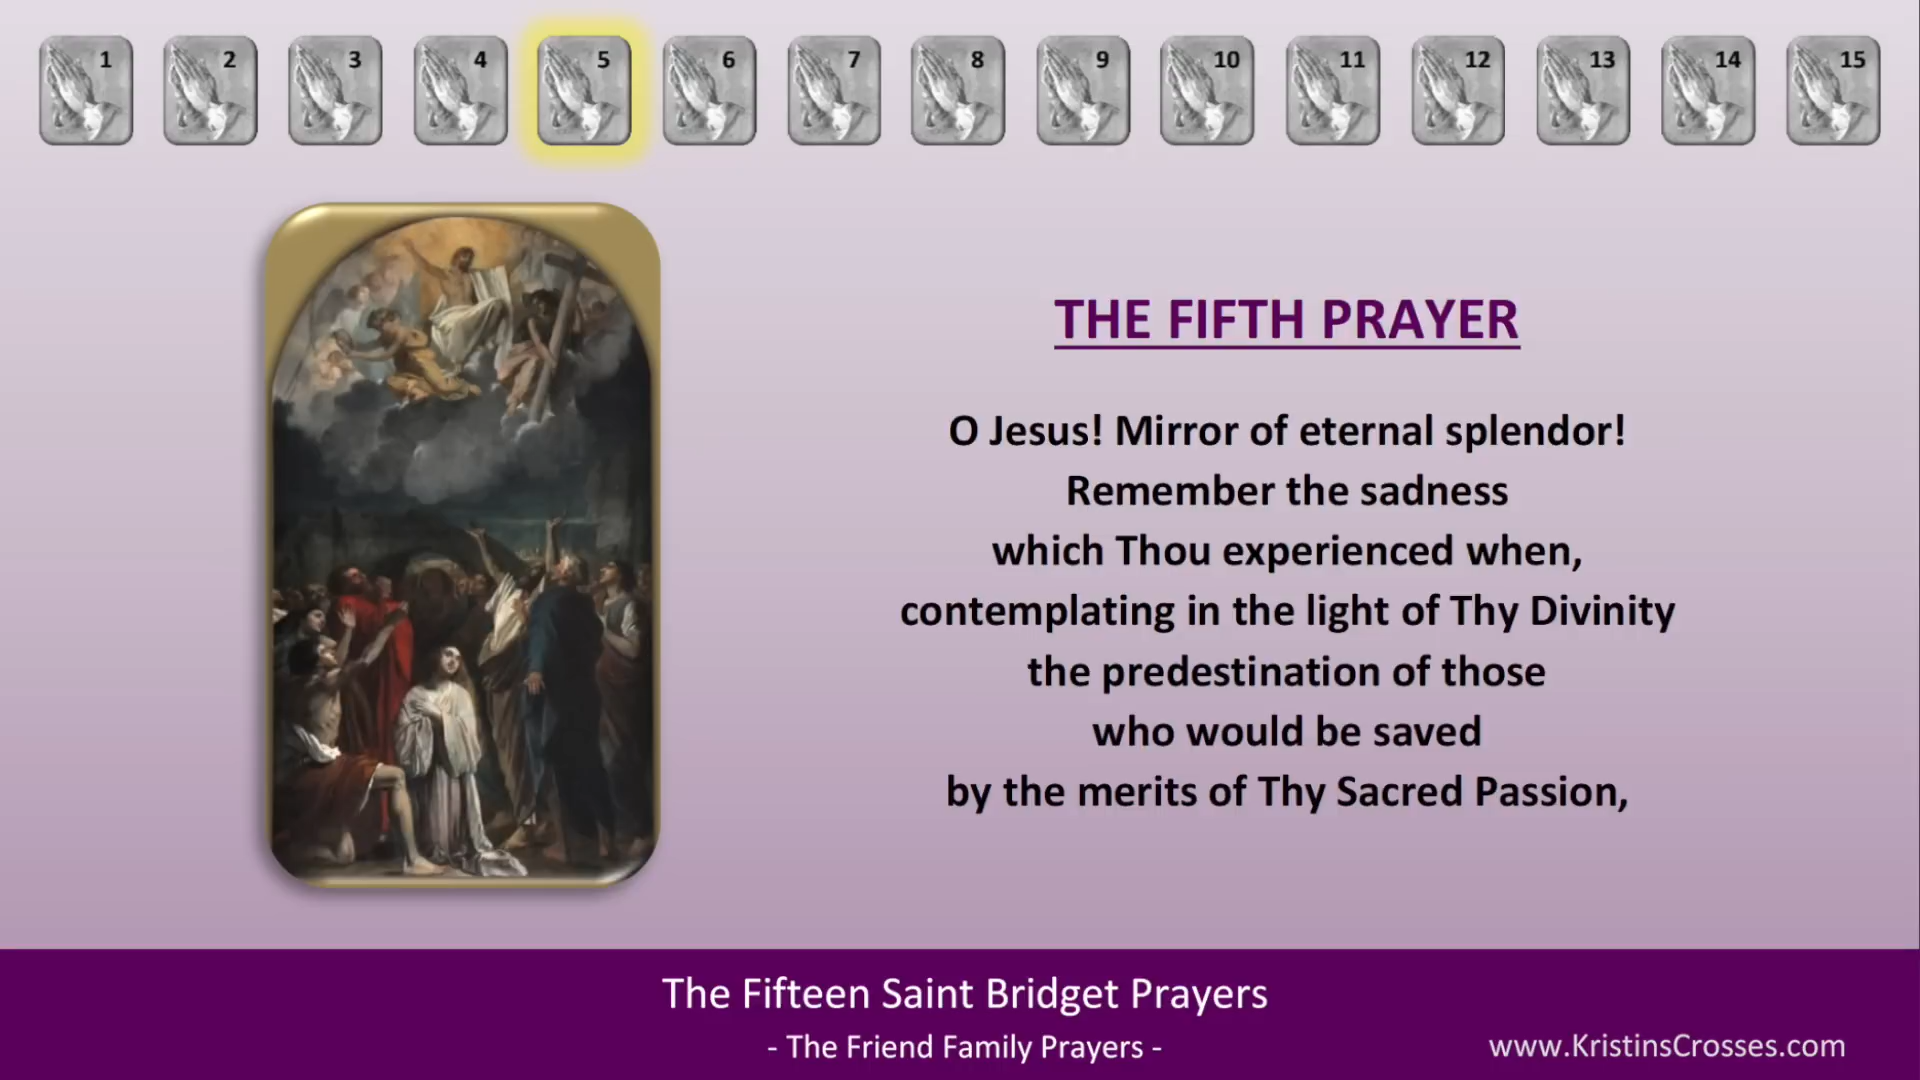 1 2 3 4 5 6 7 8 9 10 11 12 13 14 15
THE FIFTH PRAYER
O Jesus! Mirror of eternal splendor!
Remember the sadness
which Thou experienced when,
contemplating in the light of Thy Divinity
the predestination of those
who would be saved
by the merits of Thy Sacred Passion,
The Fifteen Saint Bridget Prayers
- The Friend Family Prayers -
www.KristinsCrosses.com